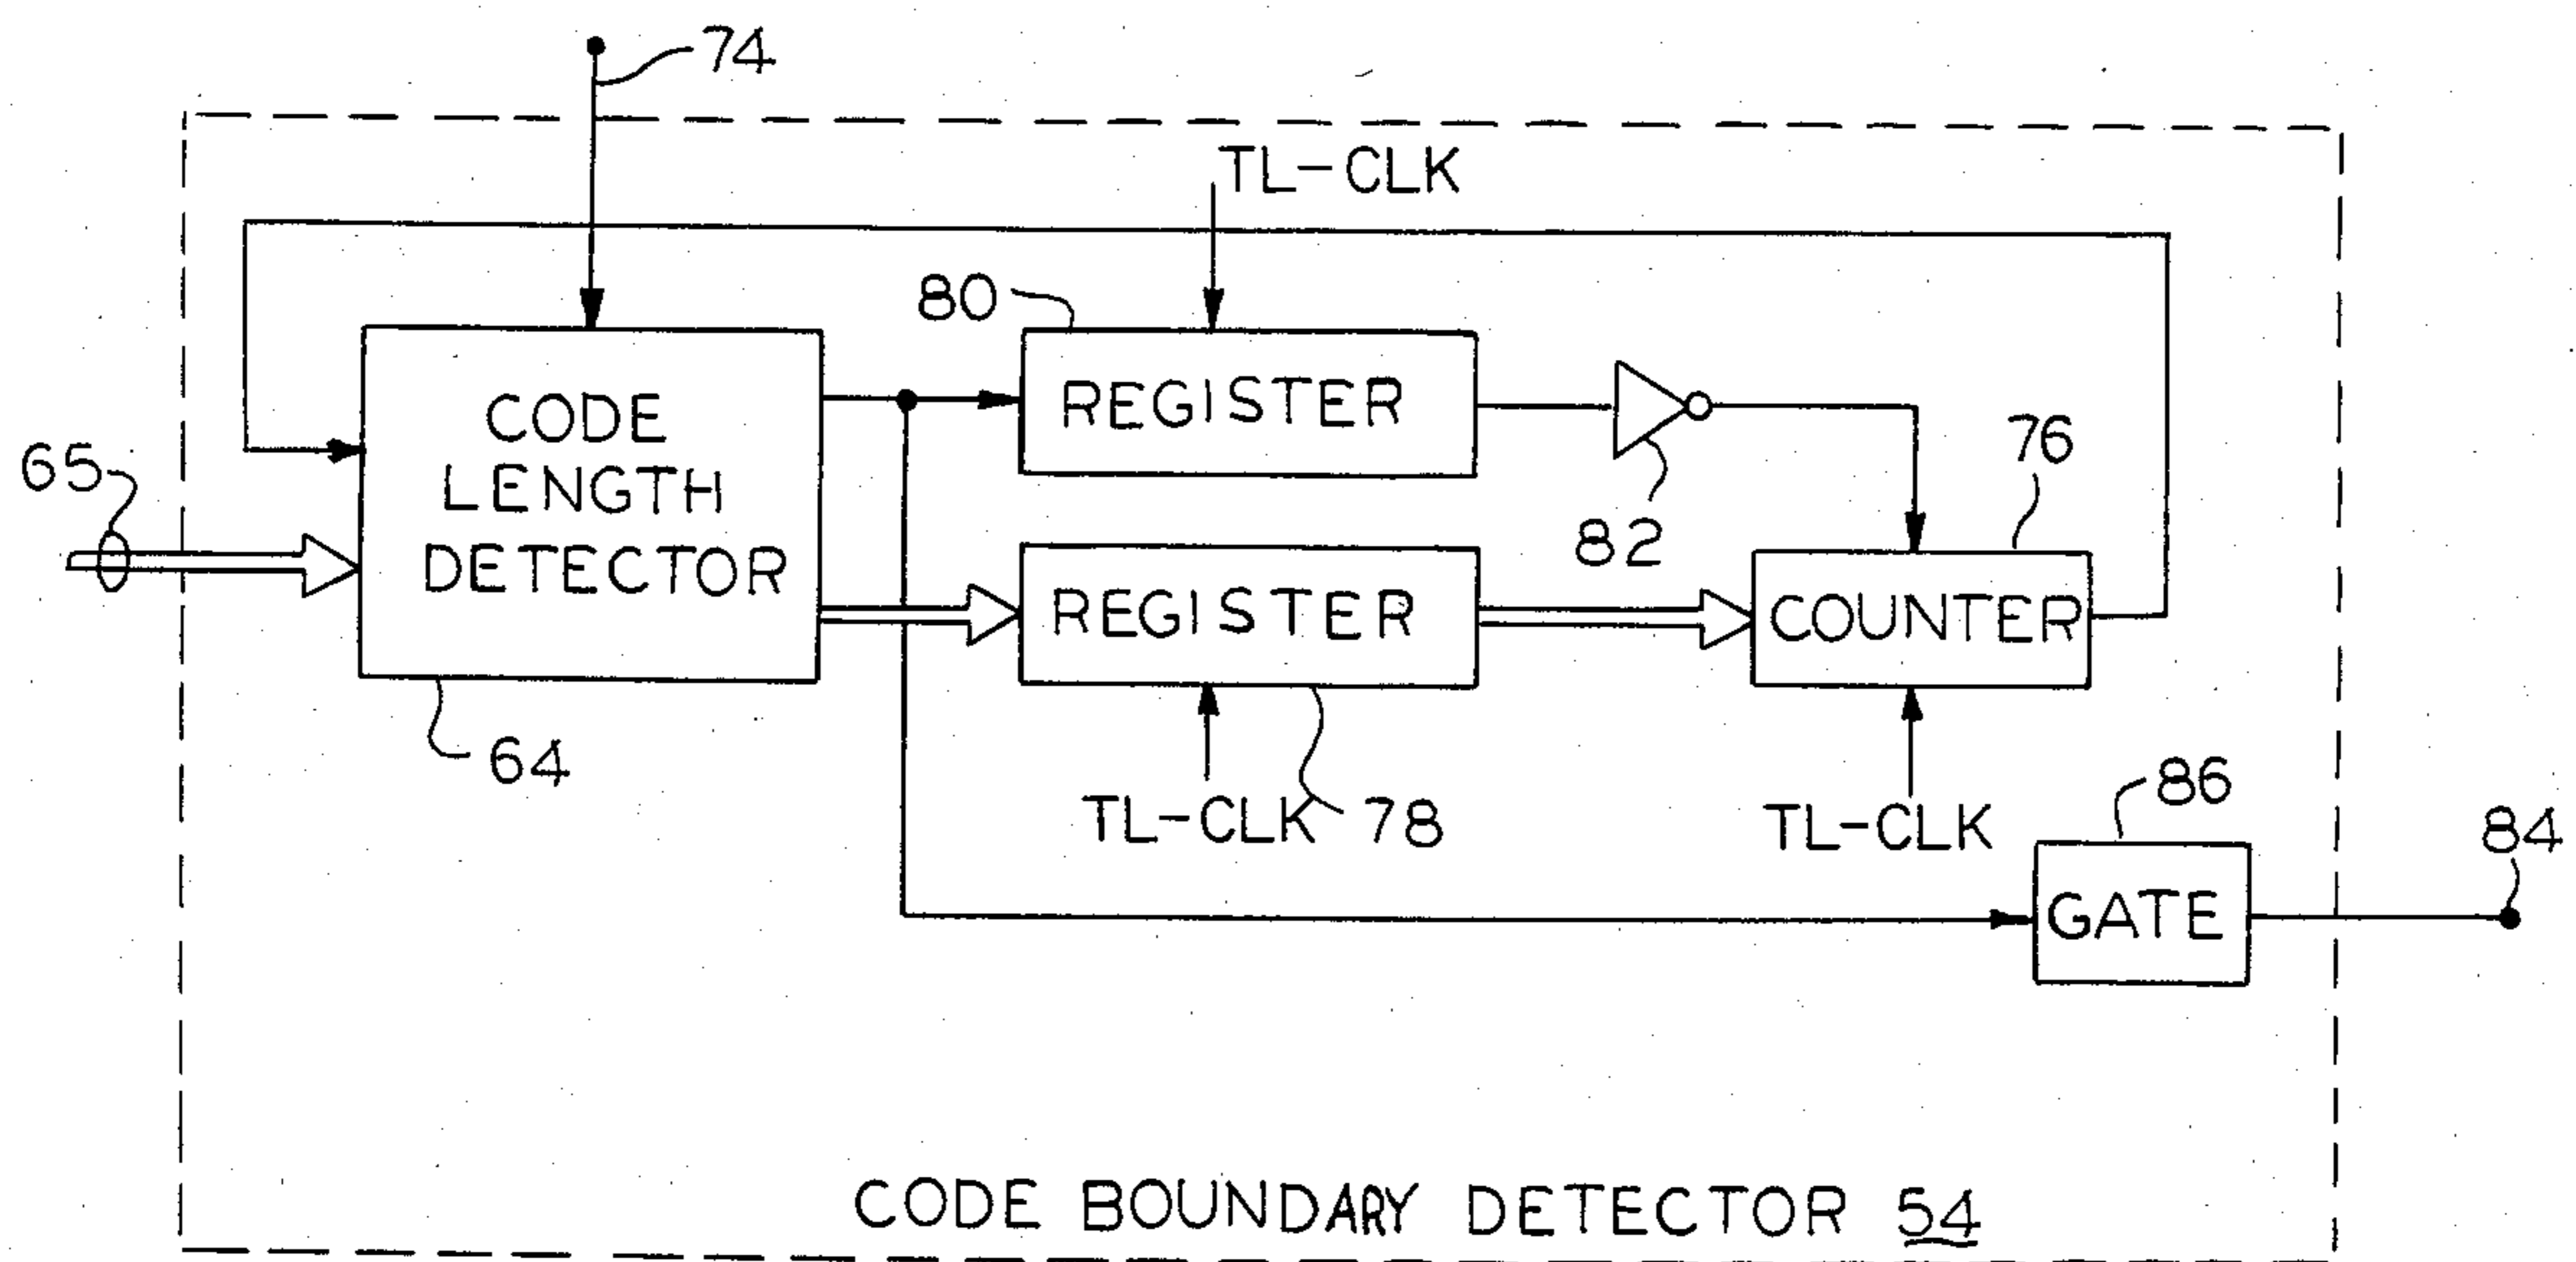 74
TL-CLK
80
REGISTER
CODE
LENGTH
DETECTOR
65
82
76
REGISTER
COUNTER
64
TL-CLK
78
TL-CLK
86
84
GATE
CODE BOUNDARY DETECTOR 54